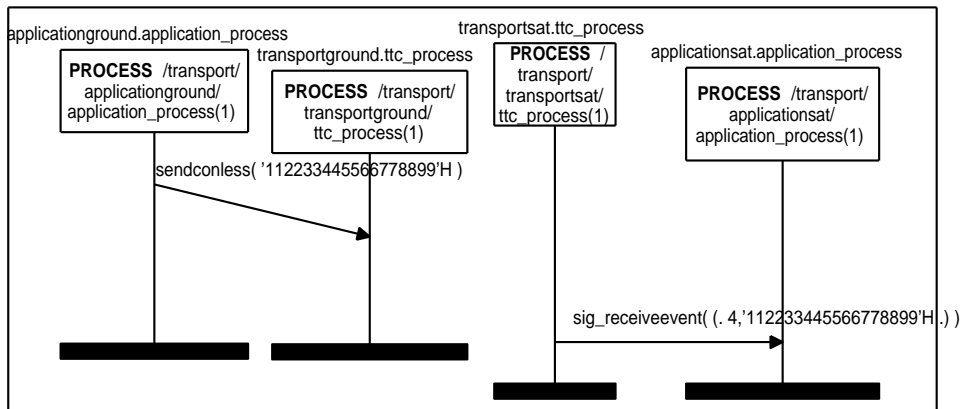 transportsat.ttc_process
applicationground.application_process
transportground.ttc_process
applicationsat.application_process
PROCESS /transport/
applicationground/
application_process(1)
PROCESS /transport/
transportground/
ttc_process(1)
PROCESS /
transport/
transportsat/
ttc_process(1)
PROCESS /transport/
applicationsat/
application_process(1)
sendconless( '112233445566778899'H )
sig_receiveevent( (. 4,'112233445566778899'H .) )